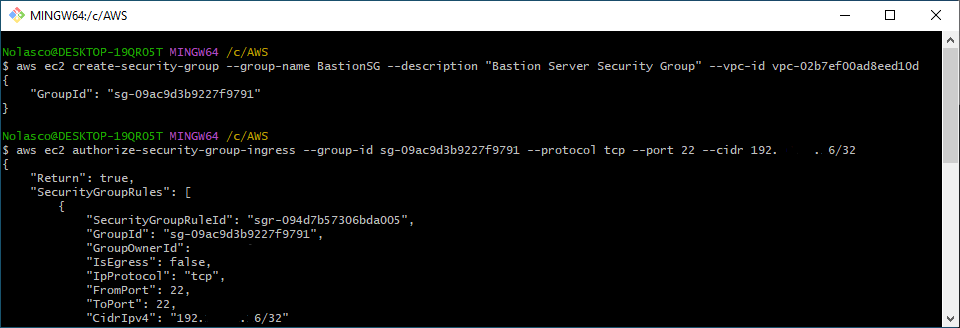 MINGW64:/c/AWS
Nolasco@DESKTOP-19QRO5T MINGW64 /c/AWS
$ aws ec2 create-security-group --group-name BastionSG --description "Bastion Server Security Group" --vpc-id vpc-02b7ef00ad8eed10d
{
    "GroupId": "sg-09ac9d3b9227f9791"
}
Nolasco@DESKTOP-19QRO5T MINGW64 /c/AWS
$ aws ec2 authorize-security-group-ingress --group-id sg-09ac9d3b9227f9791 --protocol tcp --port 22 --cidr 192.     . 6/32
{
    "Return": true,
    "SecurityGroupRules": [
        {
            "SecurityGroupRuleId": "sgr-094d7b57306bda005",
            "GroupId": "sg-09ac9d3b9227f9791",
            "GroupOwnerId":
            "IsEgress": false,
            "IpProtocol": "tcp",
            "FromPort": 22,
            "ToPort": 22,
            "CidrIpv4": "192.     . 6/32"